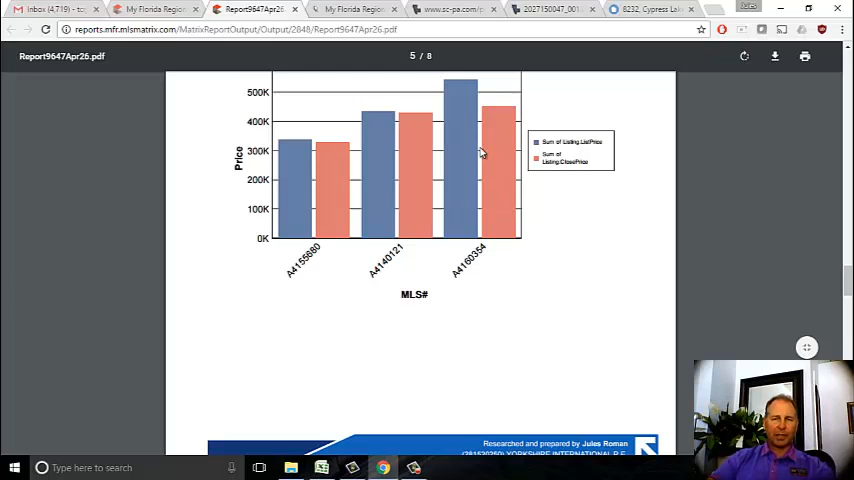 Inbox (4,719) - to
My Florida Region
Report9647Apr26.p
My Florida Region
www.sc-pa.com/p
2027150047_001
8232, Cypress Lak
Jules
reports.mfr.mlsmatrix.com/MatrixReportOutput/Output/2848/Report9647Apr26.pdf
Report9647Apr26.pdf
5 / 8
500K
400K
300K
200K
100K
0K
Price
Sum of Listing.ListPrice
Sum of
Listing.ClosePrice
A4155680
A4140121
A4160354
MLS#
Researched and prepared by Jules Roman
Type here to search